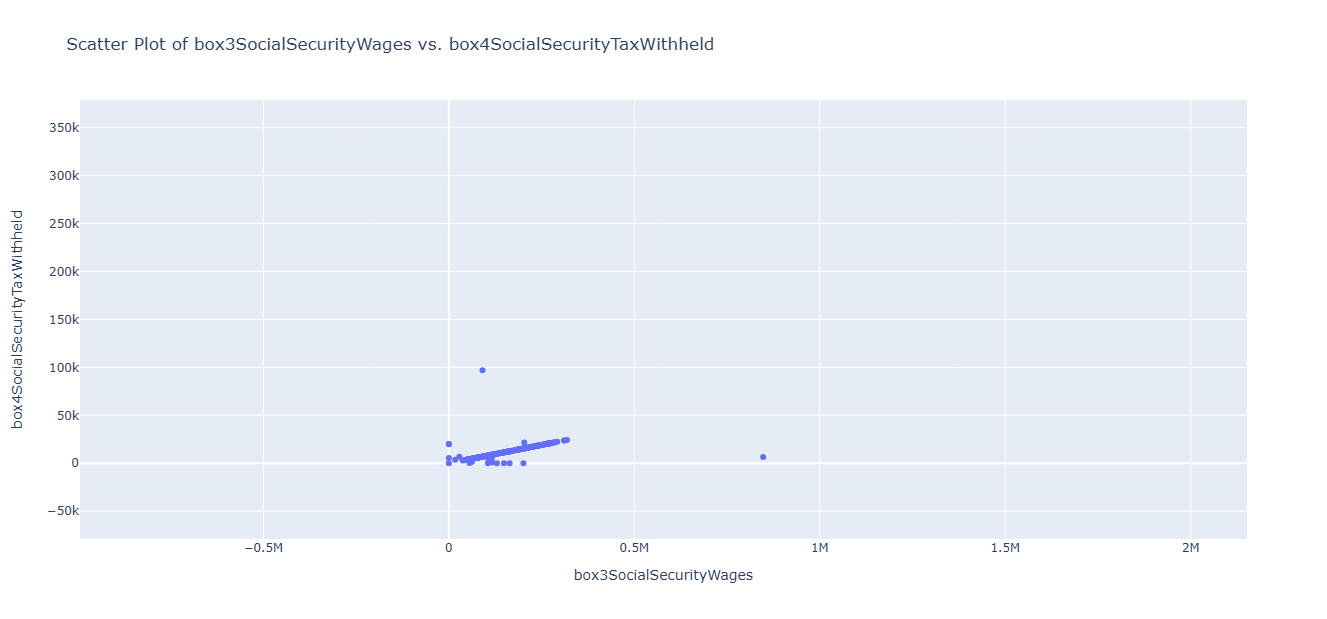 Scatter Plot of box3SocialSecurityWages vs. box4SocialSecurityTaxWithheld
350k
300k
250k
200k
150k
100k
50k
0
−50k
box4SocialSecurityTaxWithheld
−0.5M
0
0.5M
1M
1.5M
2M
box3SocialSecurityWages